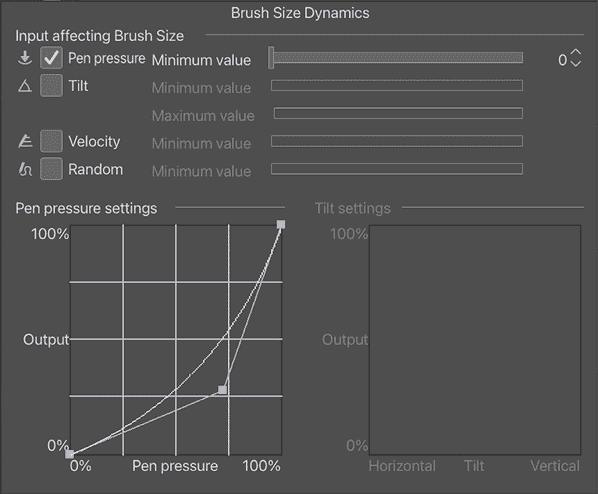 Brush Size Dynamics
Input affecting Brush Size
Pen pressure Minimum value 0
Tilt Minimum value
Maximum value
Velocity Minimum value
Random Minimum value
Pen pressure settings Tilt settings
100% 100%
Output Output
0% 0%
0% Pen pressure 100% Horizontal Tilt Vertical